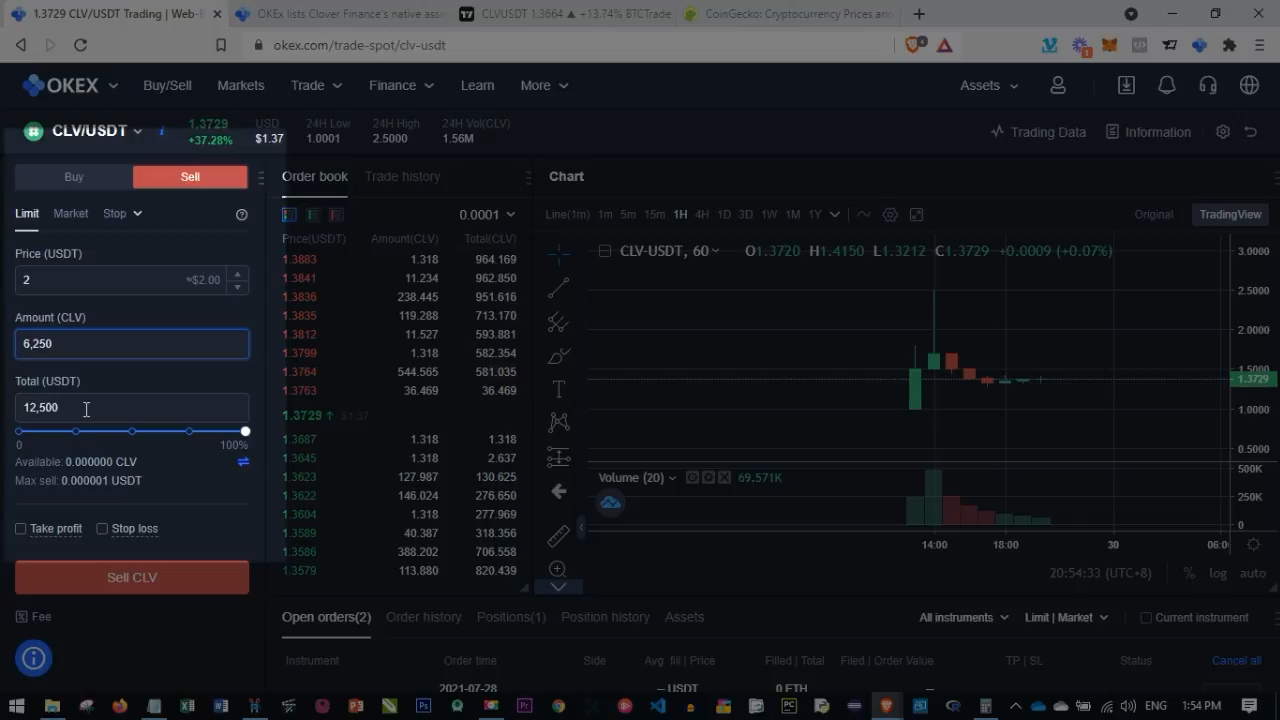 1.3729 CLV/USDT Trading | Web-
OKEx lists Clover Finance's native asse
CLVUSDT 1.3664 ▲ +13.74% BTCTrade
CoinGecko: Cryptocurrency Prices and
okex.com/trade-spot/clv-usdt
OKEX
Buy/Sell
Markets
Trade
Finance
Learn
More
Assets
CLV/USDT
1.3729
+37.28%
USD
$1.37
24H Low
1.0001
24H High
2.5000
24H Vol(CLV)
1.56M
Trading Data
Information
Buy
Sell
Limit
Market
Stop
Price (USDT)
2
≈$2.00
Amount (CLV)
6,250
Total (USDT)
12,500
0
100%
Available: 0.000000 CLV
Max sell: 0.000001 USDT
Take profit
Stop loss
Sell CLV
Fee
Order book
Trade history
0.0001
Price(USDT) Amount(CLV) Total(CLV)
1.3883 1.318 964.169
1.3841 11.234 962.850
1.3836 238.445 951.616
1.3835 119.288 713.170
1.3812 11.527 593.881
1.3799 1.318 582.354
1.3764 544.565 581.035
1.3763 36.469 36.469
1.3729 ↑ $1.37
1.3687 1.318 1.318
1.3645 1.318 2.637
1.3623 127.987 130.625
1.3622 146.024 276.650
1.3604 1.318 277.969
1.3589 40.387 318.356
1.3586 388.202 706.558
1.3579 113.880 820.439
Chart
Line(1m) 1m 5m 15m 1H 4H 1D 3D 1W 1M 1Y
Original
TradingView
CLV-USDT, 60
O1.3720 H1.4150 L1.3212 C1.3729 +0.0009 (+0.07%)
3.0000
2.5000
2.0000
1.5000
1.3729
1.0000
0.5000
Volume (20)
69.571K
500K
250K
0
14:00 18:00 30 06:0
20:54:33 (UTC+8)
% log auto
Open orders(2)
Order history
Positions(1)
Position history
Assets
All instruments
Limit | Market
Current instrument
Instrument
Order time
Side
Avg. fill | Price
Filled | Total
Filed | Order Value
TP | SL
Status
Cancel all
2021-07-28
-- USDT
0 ETH
--
ENG
1:54 PM